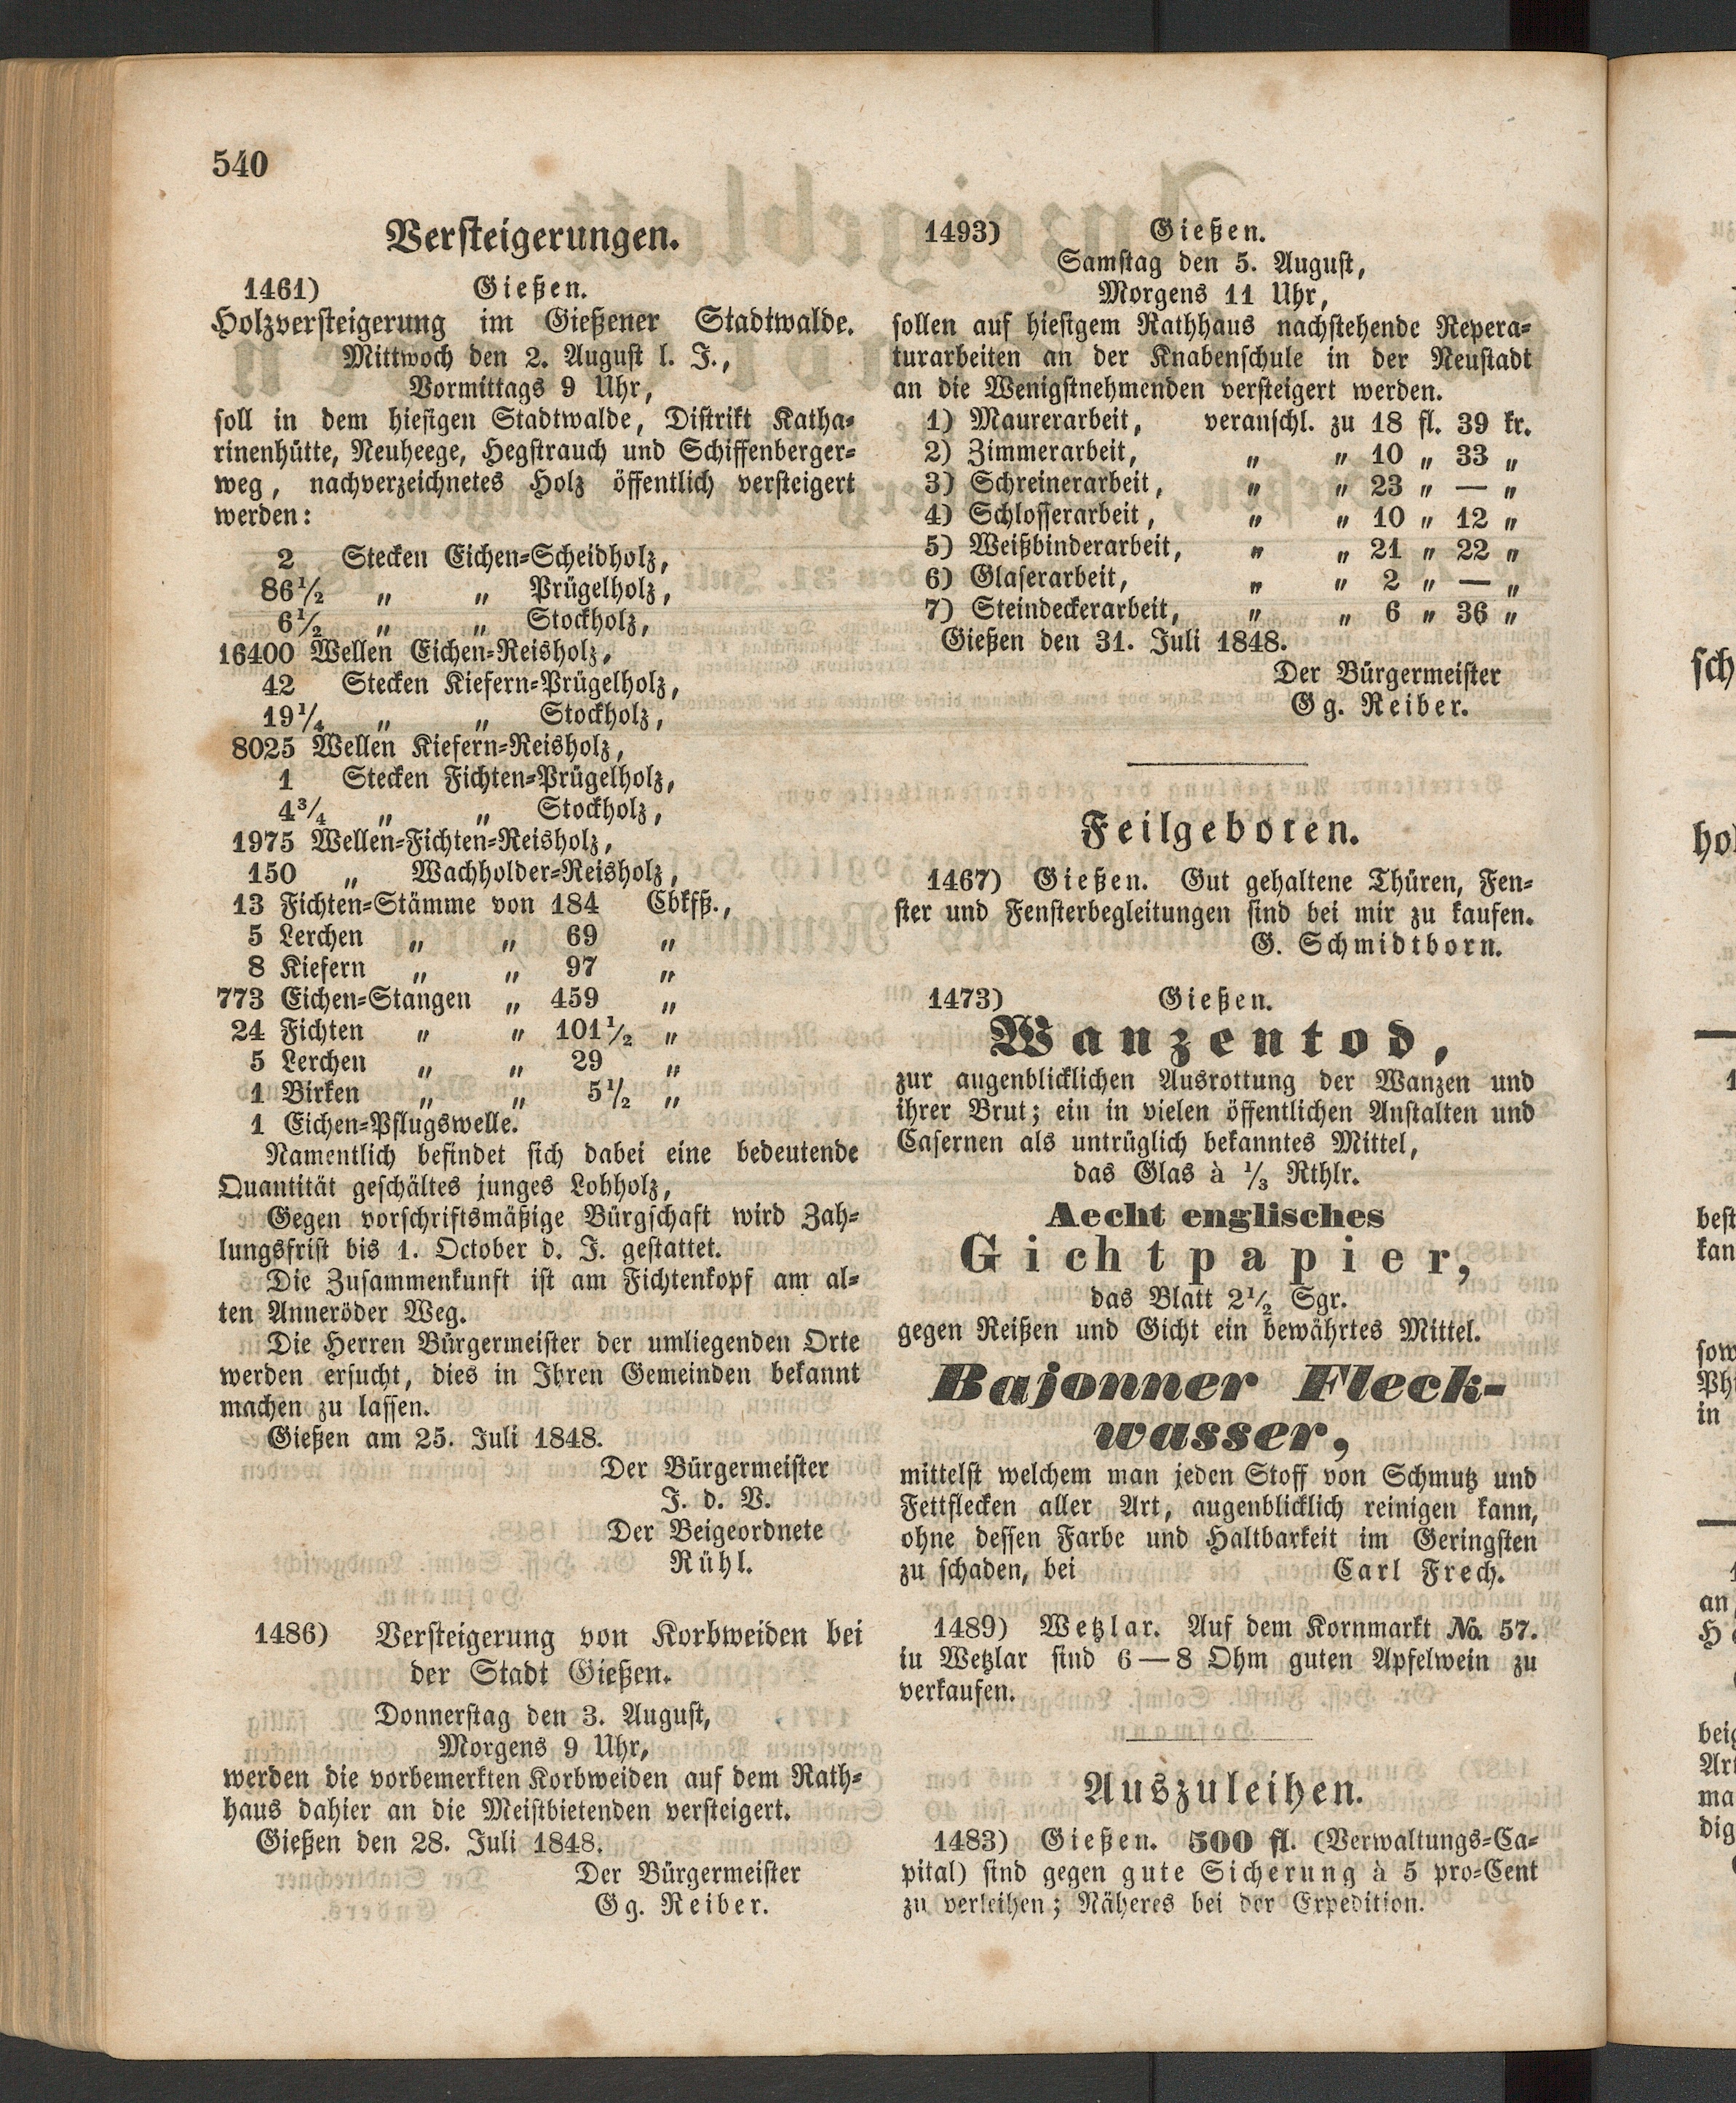 540
Versteigerungen.
1461) Gießen.
Holzversteigerung im Gießener Stadtwalde.
Mittwoch den 2. August l. J.,
Vormittags 9 Uhr,
soll in dem hiesigen Stadtwalde, Distrikt Katha-
rinenhütte, Neuheege, Hegstrauch und Schiffenberger-
weg, nachverzeichnetes Holz öffentlich versteigert
werden:
2 Stecken Eichen-Scheidholz,
86½ „ „ Prügelholz,
6½ „ „ Stockholz,
16400 Wellen Eichen-Reisholz,
42 Stecken Kiefern-Prügelholz,
19¼ „ „ Stockholz,
8025 Wellen Kiefern-Reisholz,
1 Stecken Fichten-Prügelholz,
4¾ „ „ Stockholz,
1975 Wellen-Fichten-Reisholz,
150 „ Wachholder-Reisholz,
13 Fichten-Stämme von 184 Cbkfß.,
5 Lerchen „ „ 69 „
8 Kiefern „ „ 97 „
773 Eichen-Stangen „ 459 „
24 Fichten „ „ 101½ „
5 Lerchen „ „ 29 „
1 Birken „ „ 5½ „
1 Eichen-Pflugswelle.
Namentlich befindet sich dabei eine bedeutende
Quantität geschältes junges Lohholz,
Gegen vorschriftsmäßige Bürgschaft wird Zah-
lungsfrist bis 1. October d. J. gestattet.
Die Zusammenkunft ist am Fichtenkopf am al-
ten Anneröder Weg.
Die Herren Bürgermeister der umliegenden Orte
werden ersucht, dies in Ihren Gemeinden bekannt
machen zu lassen.
Gießen am 25. Juli 1848.
Der Bürgermeister
J. d. V.
Der Beigeordnete
Rühl.
1486) Versteigerung von Korbweiden bei
der Stadt Gießen.
Donnerstag den 3. August,
Morgens 9 Uhr,
werden die vorbemerkten Korbweiden auf dem Rath-
haus dahier an die Meistbietenden versteigert.
Gießen den 28. Juli 1848.
Der Bürgermeister
Gg. Reiber.
1493) Gießen.
Samstag den 5. August,
Morgens 11 Uhr,
sollen auf hiesigem Rathhaus nachstehende Repera-
turarbeiten an der Knabenschule in der Neustadt
an die Wenigstnehmenden versteigert werden.
1) Maurerarbeit, veranschl. zu 18 fl. 39 kr.
2) Zimmerarbeit, „ „ 10 „ 33 „
3) Schreinerarbeit, „ „ 23 „ — „
4) Schlosserarbeit, „ „ 10 „ 12 „
5) Weißbinderarbeit, „ „ 21 „ 22 „
6) Glaserarbeit, „ „ 2 „ — „
7) Steindeckerarbeit, „ „ 6 „ 36 „
Gießen den 31. Juli 1848.
Der Bürgermeister
Gg. Reiber.
Feilgeboten.
1467) Gießen. Gut gehaltene Thüren, Fen-
ster und Fensterbegleitungen sind bei mir zu kaufen.
G. Schmidtborn.
1473) Gießen.
Wanzentod,
zur augenblicklichen Ausrottung der Wanzen und
ihrer Brut; ein in vielen öffentlichen Anstalten und
Casernen als untrüglich bekanntes Mittel,
das Glas à ⅓ Rthlr.
Aecht englisches
Gichtpapier,
das Blatt 2½ Sgr.
gegen Reißen und Gicht ein bewährtes Mittel.
Bajonner Fleck-
wasser,
mittelst welchem man jeden Stoff von Schmutz und
Fettflecken aller Art, augenblicklich reinigen kann,
ohne dessen Farbe und Haltbarkeit im Geringsten
zu schaden, bei Carl Frech.
1489) Wetzlar. Auf dem Kornmarkt No. 57.
in Wetzlar sind 6—8 Ohm guten Apfelwein zu
verkaufen.
Auszuleihen.
1483) Gießen. 500 fl. (Verwaltungs-Ca-
pital) sind gegen gute Sicherung à 5 pro-Cent
zu verleihen; Näheres bei der Expedition.